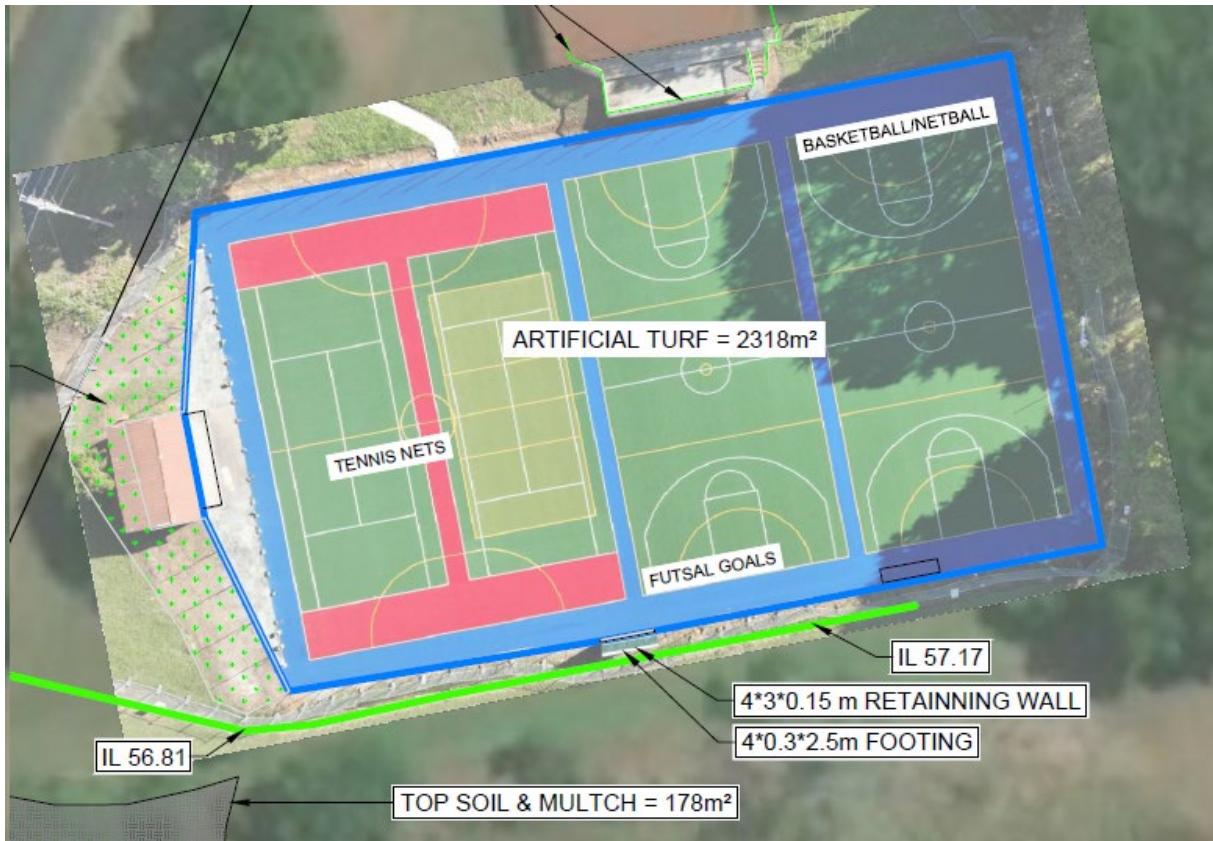 BASKETBALL/NETBALL
ARTIFICIAL TURF = 2318m²
TENNIS NETS
FUTSAL GOALS
IL 57.17
4*3*0.15 m RETAINNING WALL
4*0.3*2.5m FOOTING
IL 56.81
TOP SOIL & MULTCH = 178m²